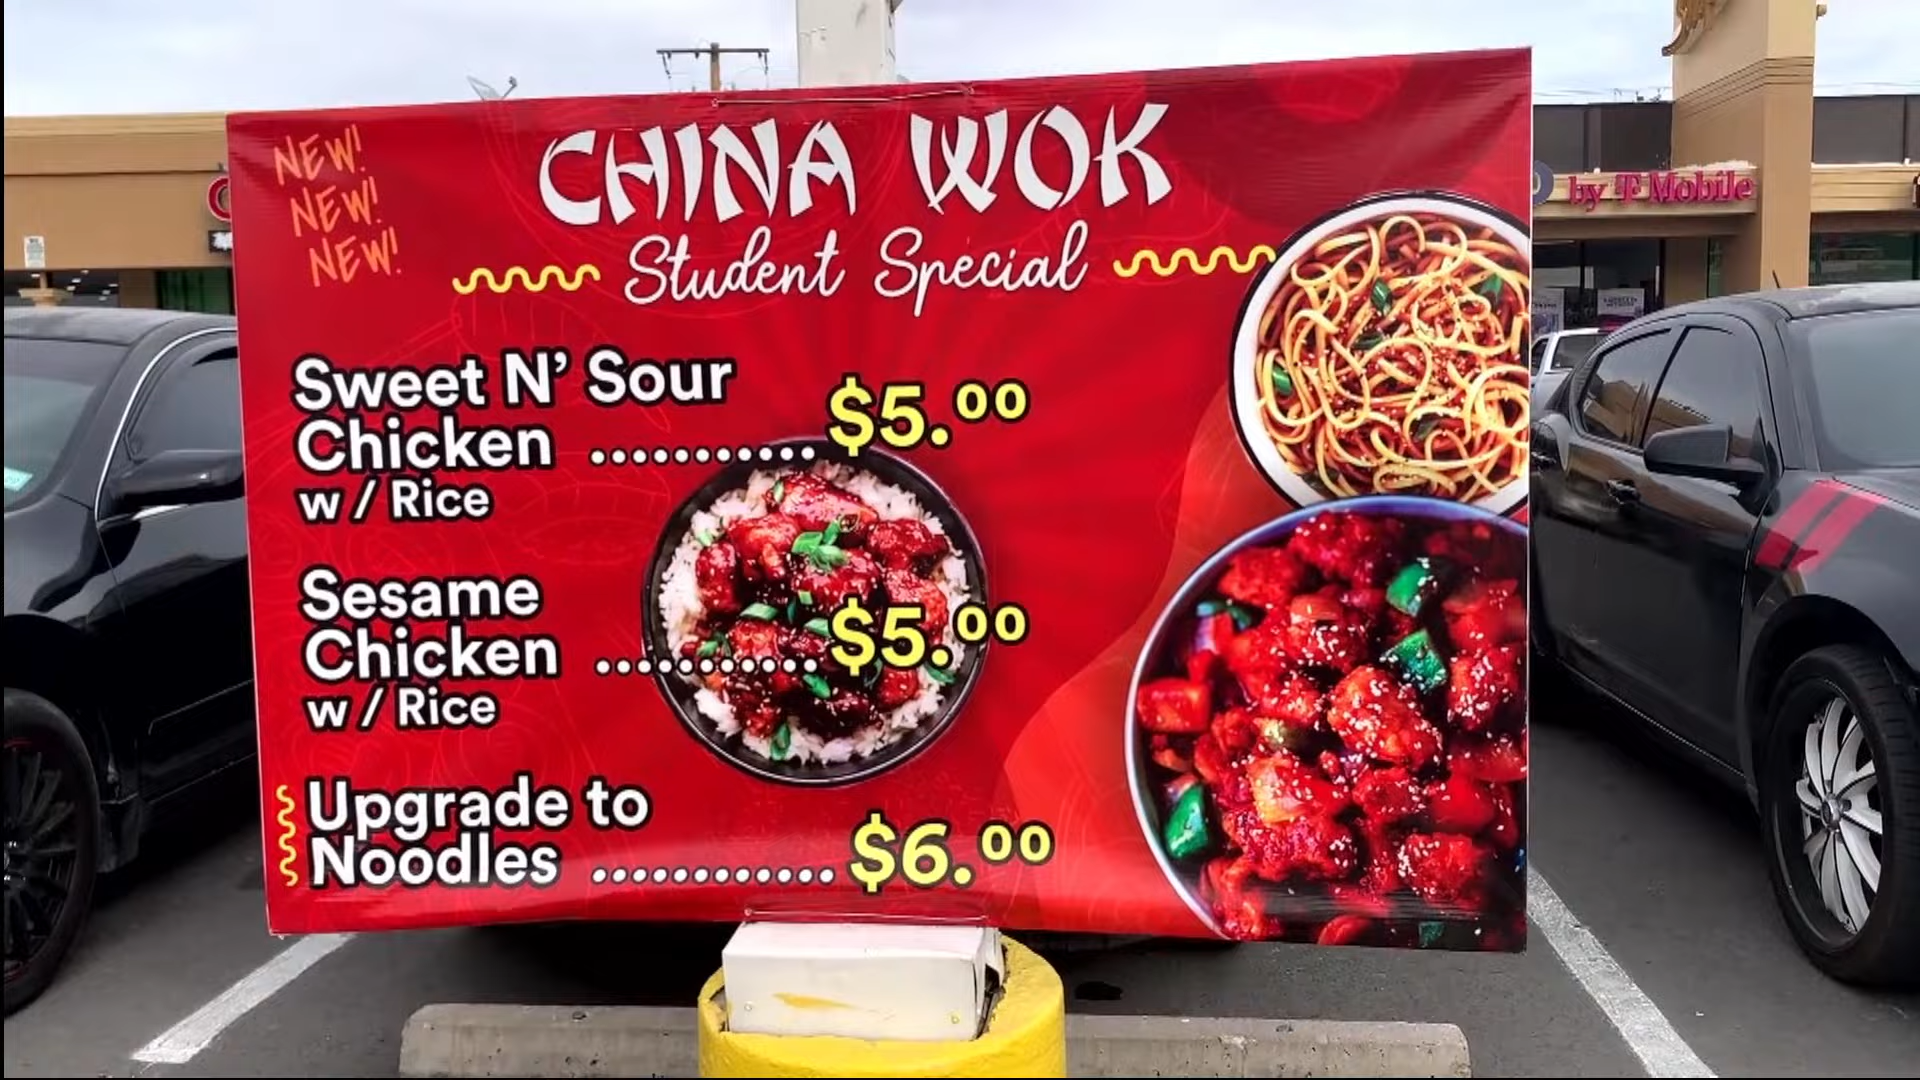 NEW!
NEW!
NEW!
CHINA WOK
Student Special
Sweet N' Sour
Chicken ........... $5.00
w / Rice
Sesame
Chicken ........... $5.00
w / Rice
Upgrade to
Noodles ............ $6.00
by T Mobile